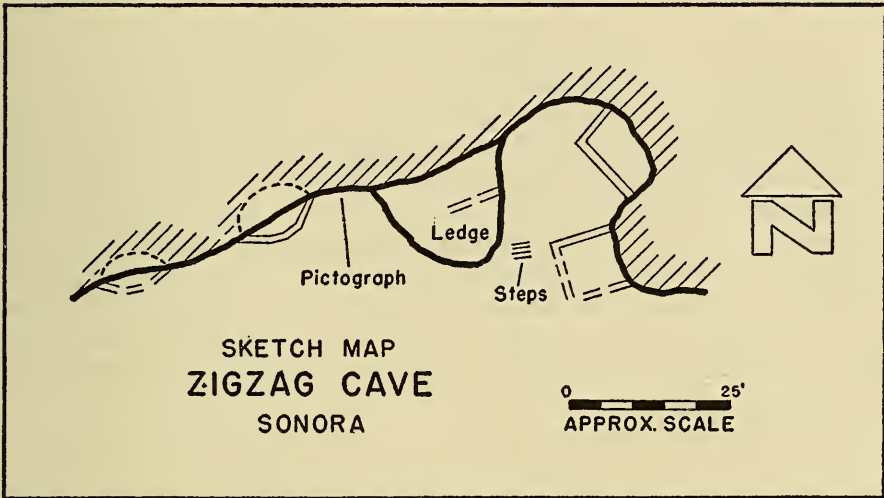 Ledge
Pictograph
Steps
N
SKETCH MAP
ZIGZAG CAVE
SONORA
0 25'
APPROX. SCALE